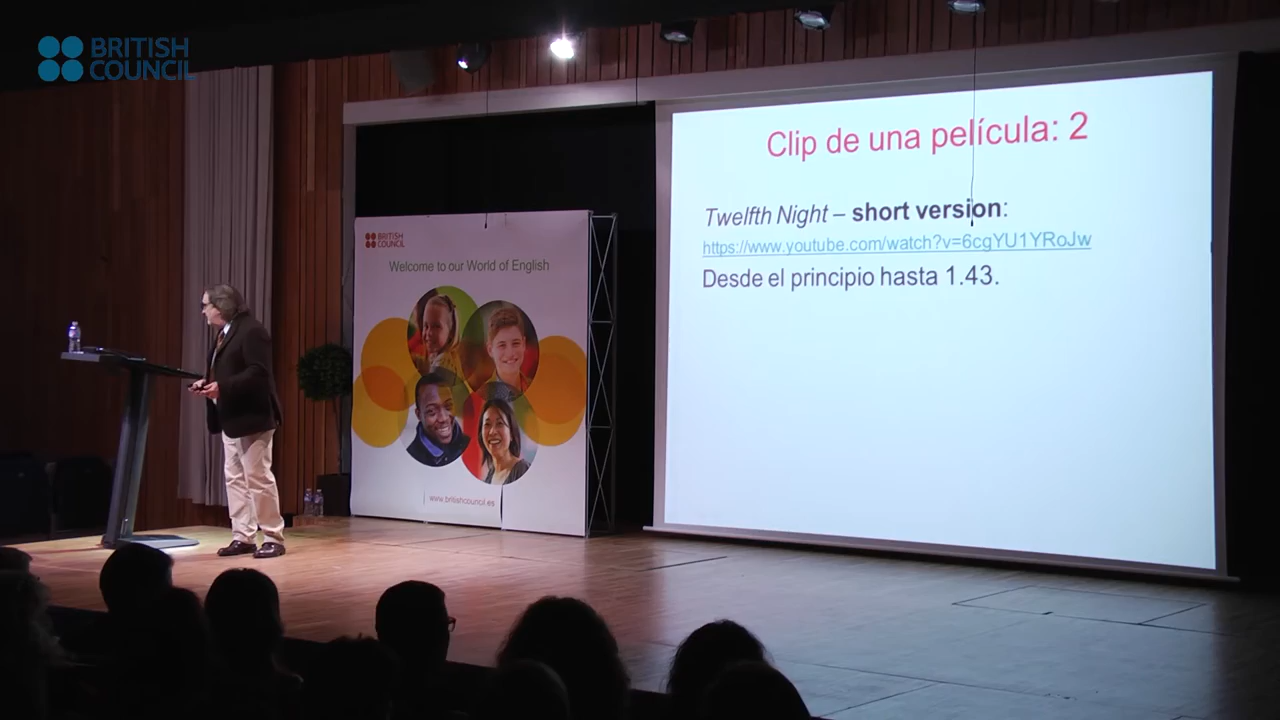 BRITISH
COUNCIL
BRITISH
COUNCIL
Welcome to our World of English
www.britishcouncil.es
Clip de una película: 2
Twelfth Night – short version:
https://www.youtube.com/watch?v=6cgYU1YRoJw
Desde el principio hasta 1.43.